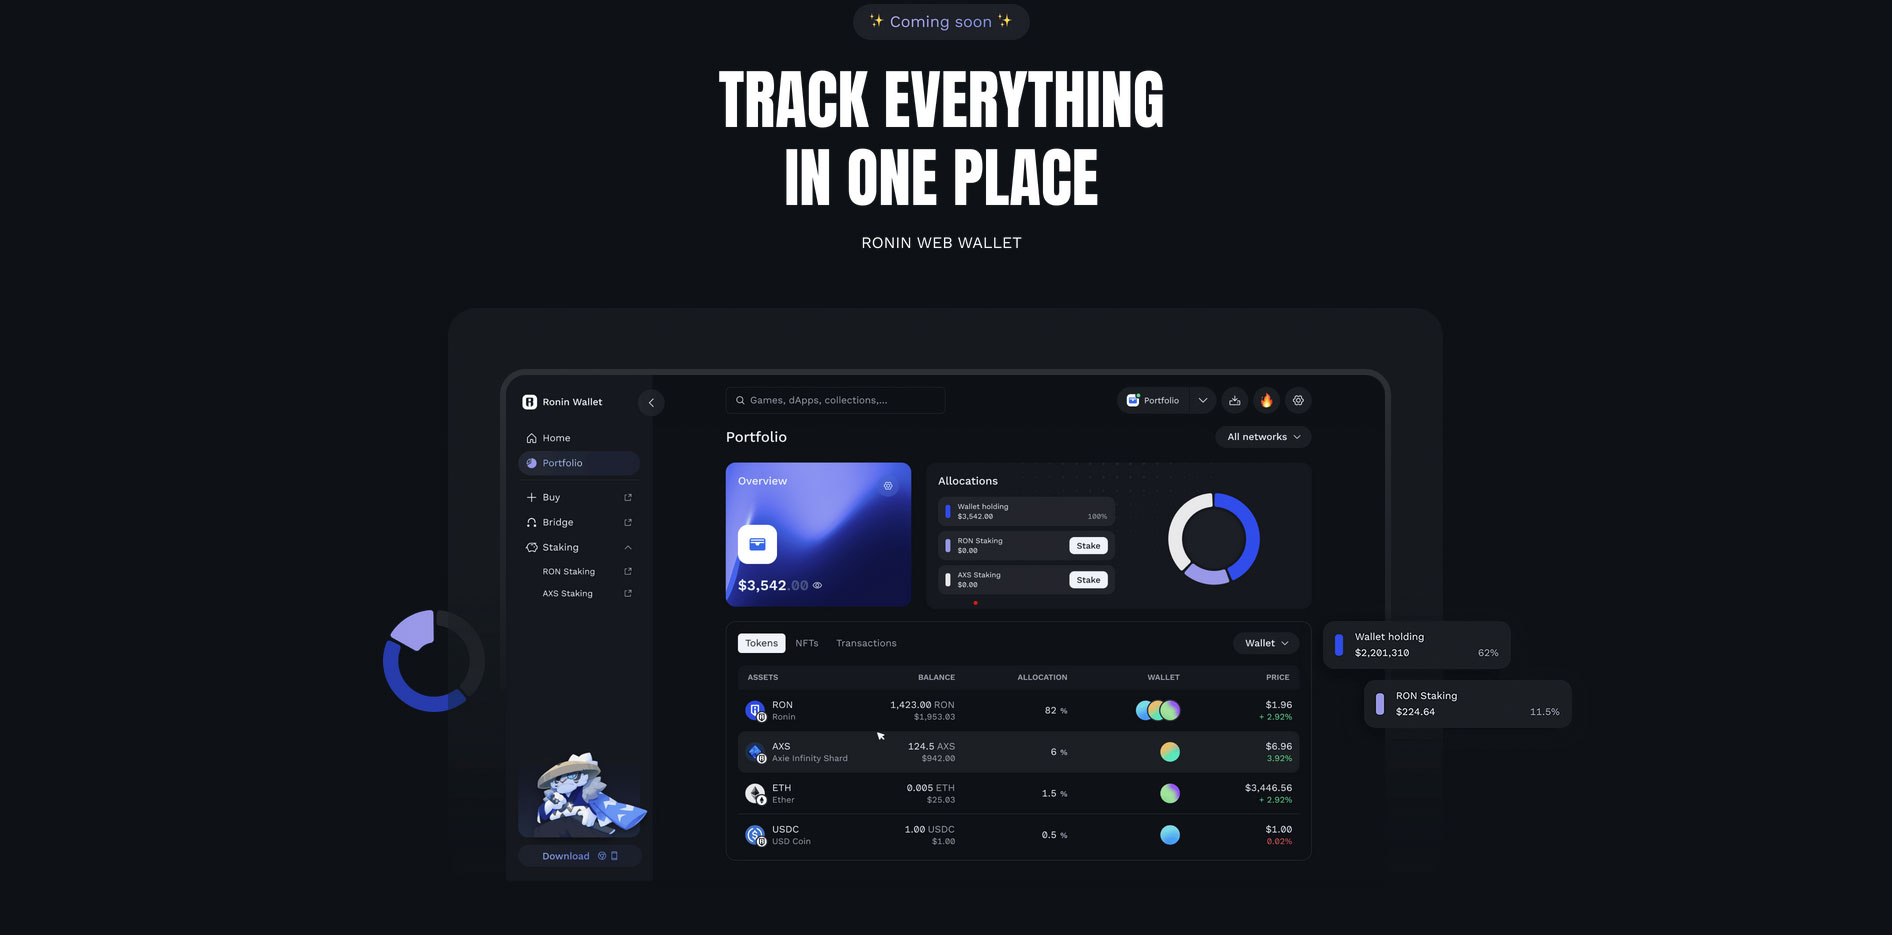 ✨ Coming soon ✨
TRACK EVERYTHING
IN ONE PLACE
RONIN WEB WALLET
Ronin Wallet
Home
Portfolio
Buy
Bridge
Staking
RON Staking
AXS Staking
Download
Games, dApps, collections,...
Portfolio
Portfolio
All networks
Overview
$3,542.00
Allocations
Wallet holding
$3,542.00 100%
RON Staking
$0.00
Stake
AXS Staking
$0.00
Stake
Tokens NFTs Transactions
Wallet
ASSETS BALANCE ALLOCATION WALLET PRICE
RON 1,423.00 RON 82 % $1.96
Ronin $1,953.03 + 2.92%
AXS 124.5 AXS 6 % $6.96
Axie Infinity Shard $942.00 3.92%
ETH 0.005 ETH 1.5 % $3,446.56
Ether $25.03 + 2.92%
USDC 1.00 USDC 0.5 % $1.00
USD Coin $1.00 0.02%
Wallet holding
$2,201,310 62%
RON Staking
$224.64 11.5%